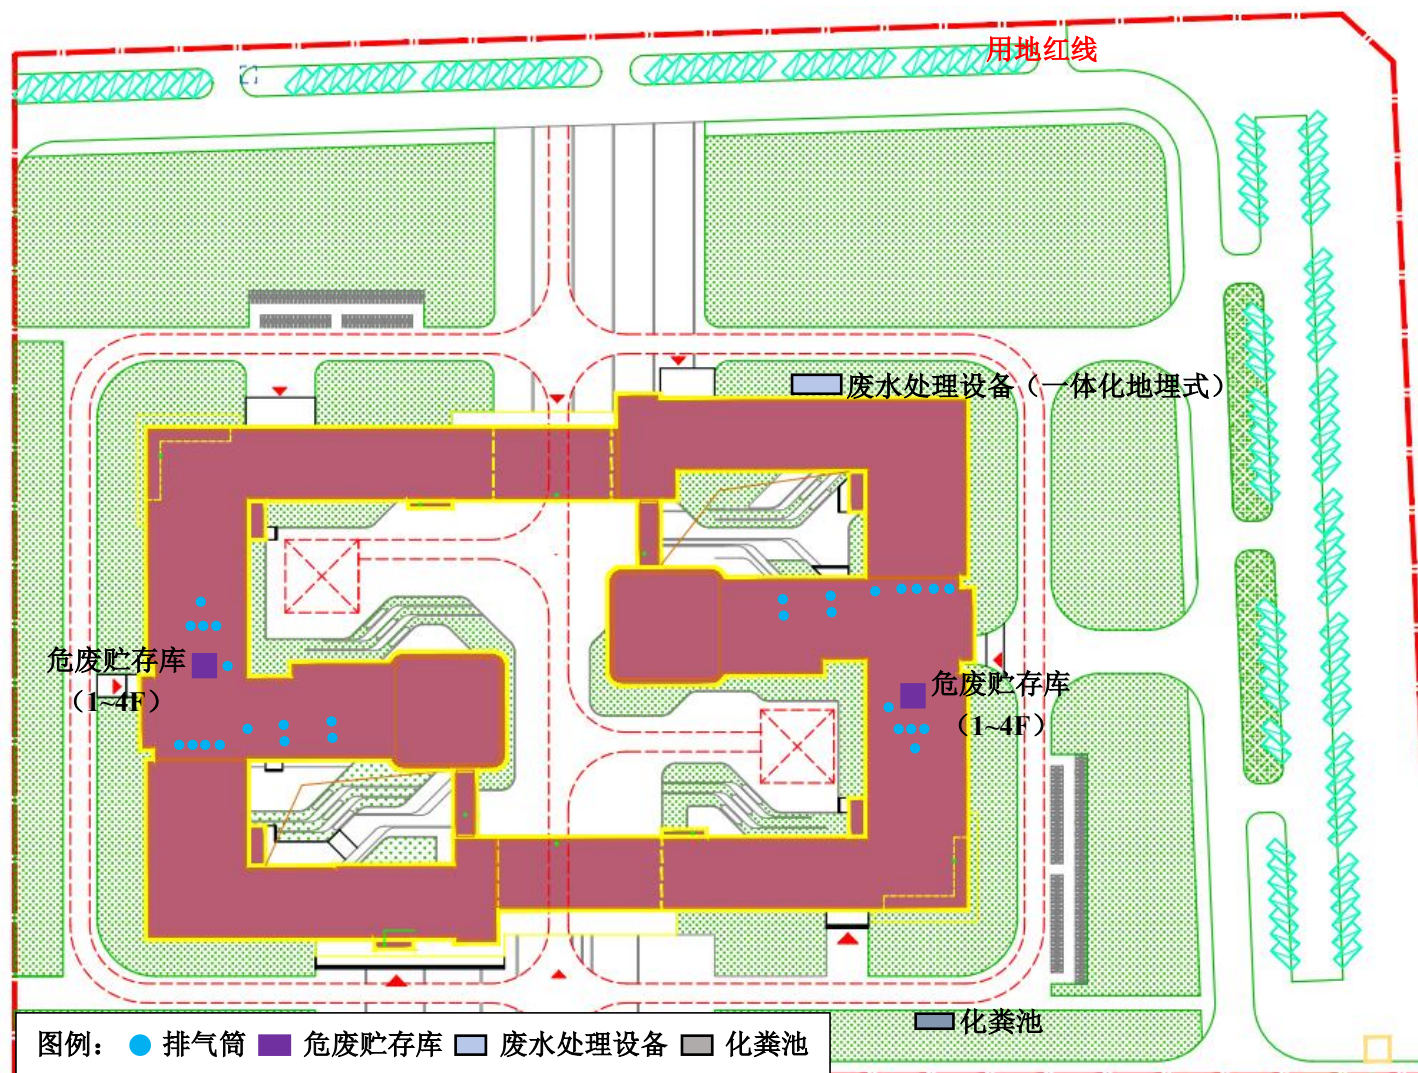 用地红线
废水处理设备（一体化地埋式）
危废贮存库
（1~4F）
危废贮存库
（1~4F）
化粪池
图例： 排气筒 危废贮存库 废水处理设备 化粪池